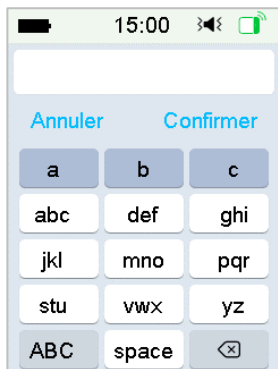 15:00
Annuler Confirmer
a b c
abc def ghi
jkl mno pqr
stu vwx yz
ABC space